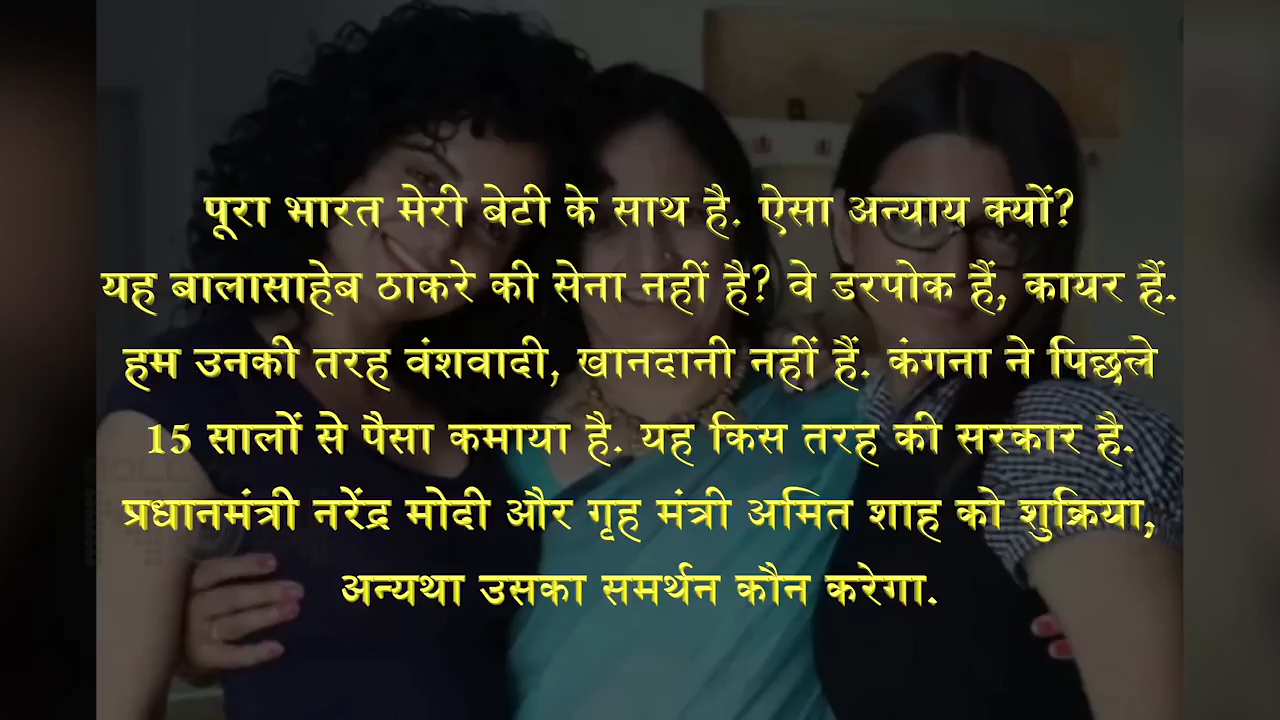 पूरा भारत मेरी बेटी के साथ है. ऐसा अन्याय क्यों?
यह बालासाहेब ठाकरे की सेना नहीं है? वे डरपोक हैं, कायर हैं.
हम उनकी तरह वंशवादी, खानदानी नहीं हैं. कंगना ने पिछले
15 सालों से पैसा कमाया है. यह किस तरह की सरकार है.
प्रधानमंत्री नरेंद्र मोदी और गृह मंत्री अमित शाह को शुक्रिया,
अन्यथा उसका समर्थन कौन करेगा.